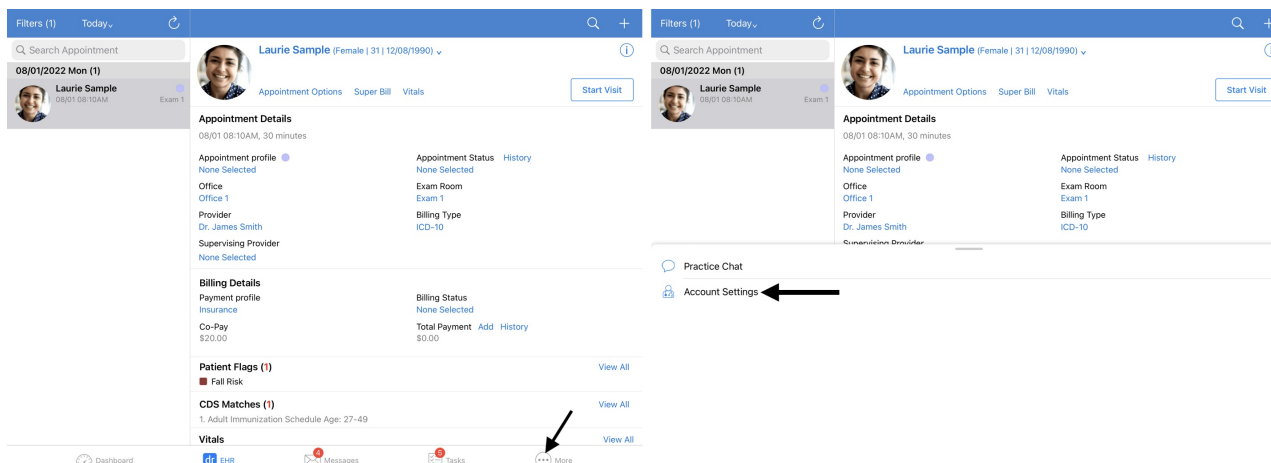 Filters (1) Today
Search Appointment
08/01/2022 Mon (1)
Laurie Sample
08/01 08:10AM Exam 1
Laurie Sample (Female | 31 | 12/08/1990)
Appointment Options Super Bill Vitals Start Visit
Appointment Details
08/01 08:10AM, 30 minutes
Appointment profile Appointment Status History
None Selected None Selected
Office Exam Room
Office 1 Exam 1
Provider Billing Type
Dr. James Smith ICD-10
Supervising Provider
None Selected
Billing Details
Payment profile Billing Status
Insurance None Selected
Co-Pay Total Payment Add History
$20.00 $0.00
Patient Flags (1) View All
Fall Risk
CDS Matches (1) View All
1. Adult Immunization Schedule Age: 27-49
Vitals View All
Dashboard dr EHR 4 Messages 5 Tasks More
Filters (1) Today
Search Appointment
08/01/2022 Mon (1)
Laurie Sample
08/01 08:10AM Exam 1
Laurie Sample (Female | 31 | 12/08/1990)
Appointment Options Super Bill Vitals Start Visit
Appointment Details
08/01 08:10AM, 30 minutes
Appointment profile Appointment Status History
None Selected None Selected
Office Exam Room
Office 1 Exam 1
Provider Billing Type
Dr. James Smith ICD-10
Supervising Provider
Practice Chat
Account Settings